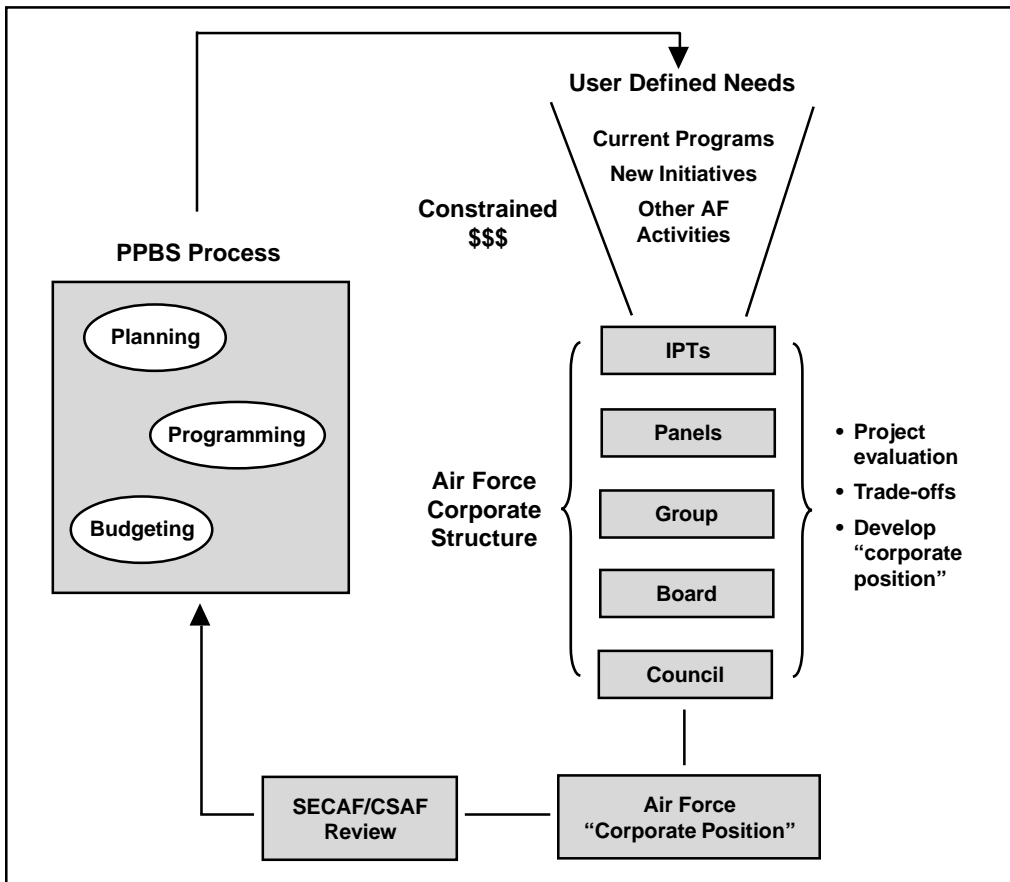 User Defined Needs
Current Programs
New Initiatives
Other AF
Activities
Constrained
$$$
PPBS Process
Planning
Programming
Budgeting
Air Force
Corporate
Structure
IPTs
Panels
Group
Board
Council
• Project
evaluation
• Trade-offs
• Develop
“corporate
position”
SECAF/CSAF
Review
Air Force
“Corporate Position”